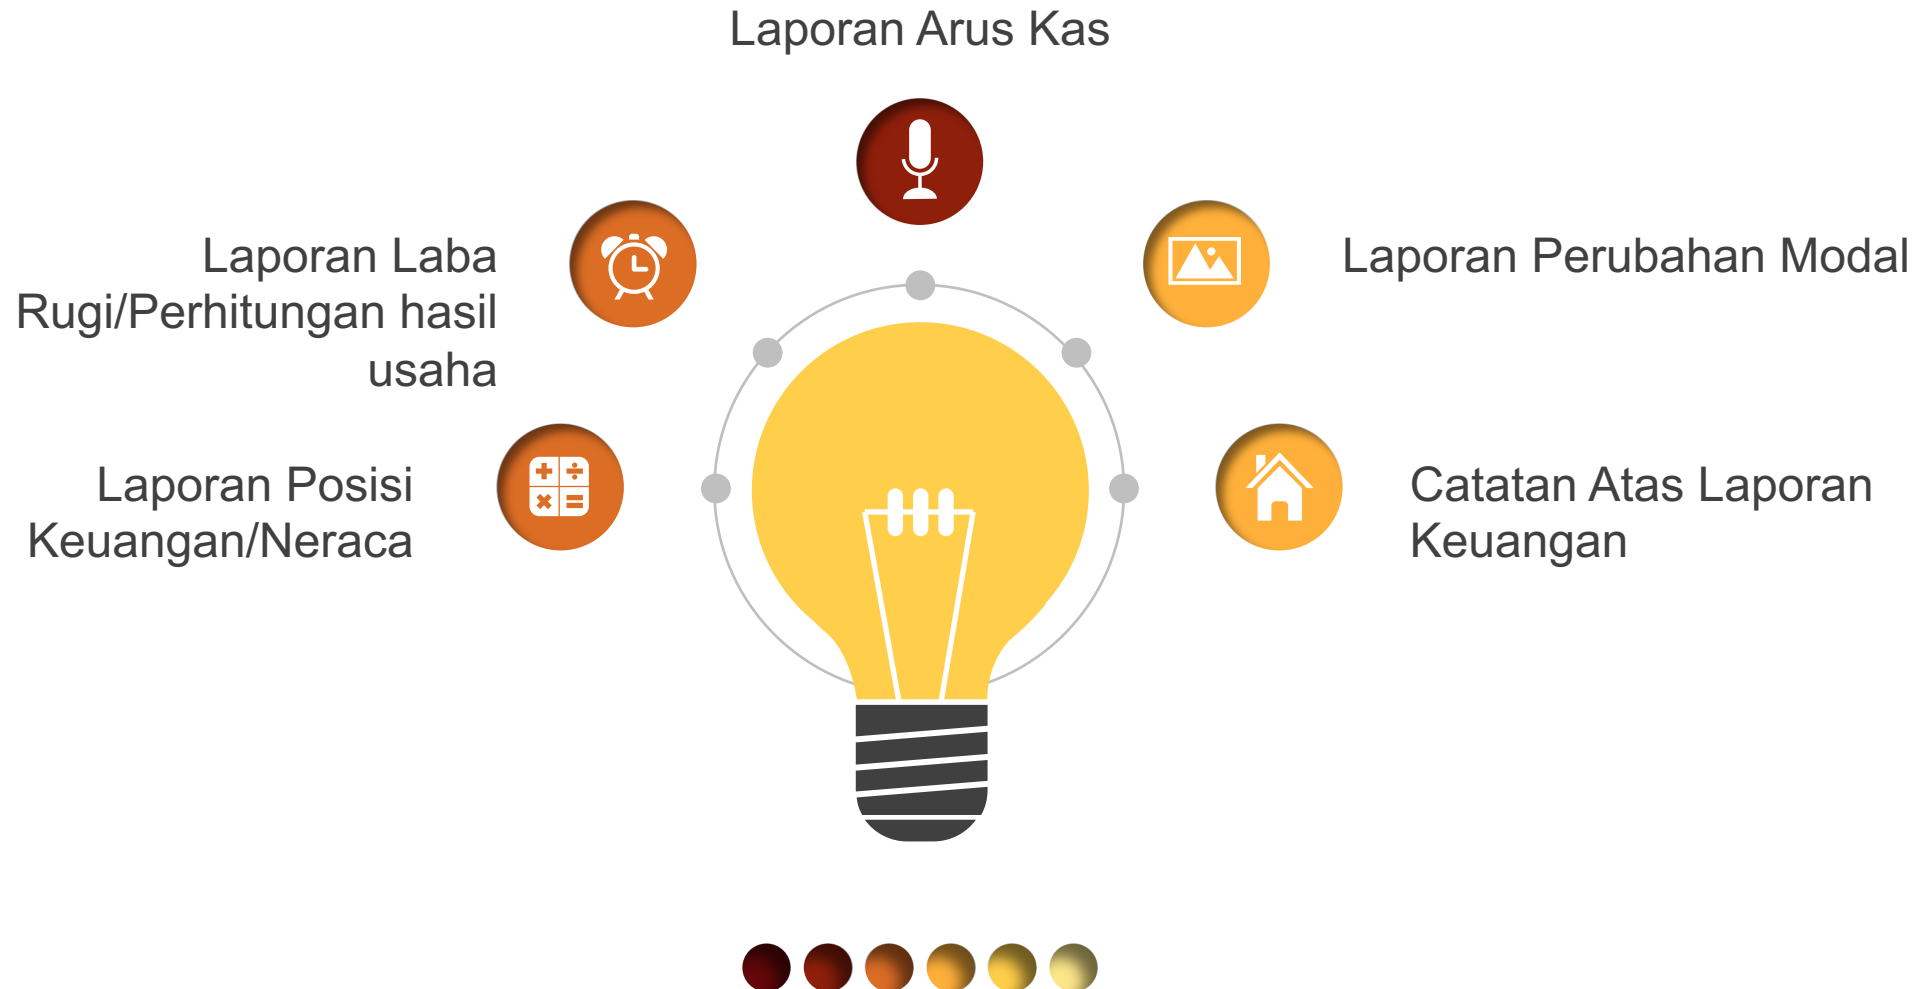 Laporan Arus Kas
Laporan Laba
Rugi/Perhitungan hasil
usaha
Laporan Perubahan Modal
Laporan Posisi
Keuangan/Neraca
Catatan Atas Laporan
Keuangan